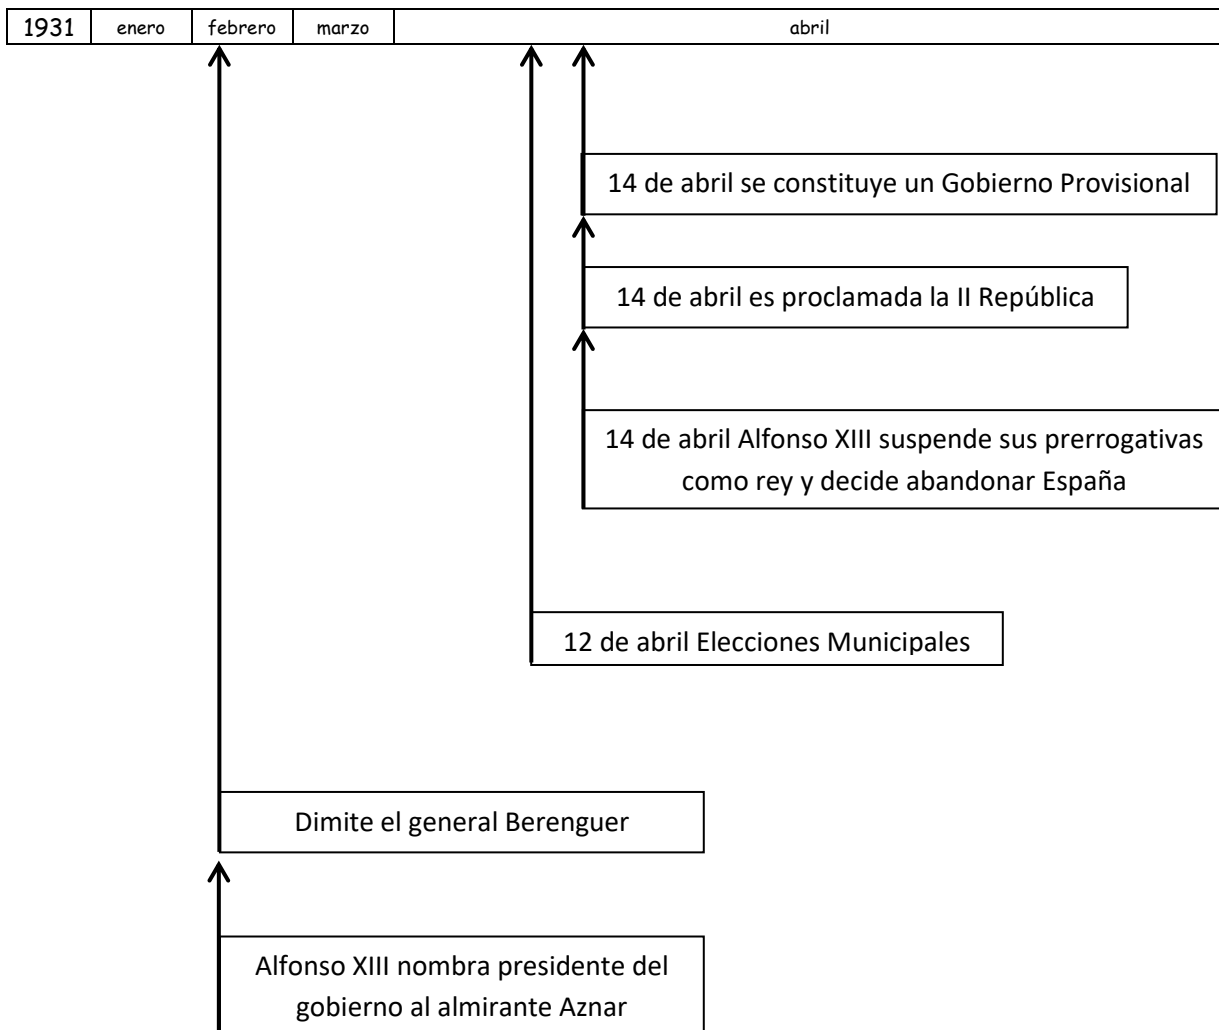 1931 enero febrero marzo abril
14 de abril se constituye un Gobierno Provisional
14 de abril es proclamada la II República
14 de abril Alfonso XIII suspende sus prerrogativas
como rey y decide abandonar España
12 de abril Elecciones Municipales
Dimite el general Berenguer
Alfonso XIII nombra presidente del
gobierno al almirante Aznar